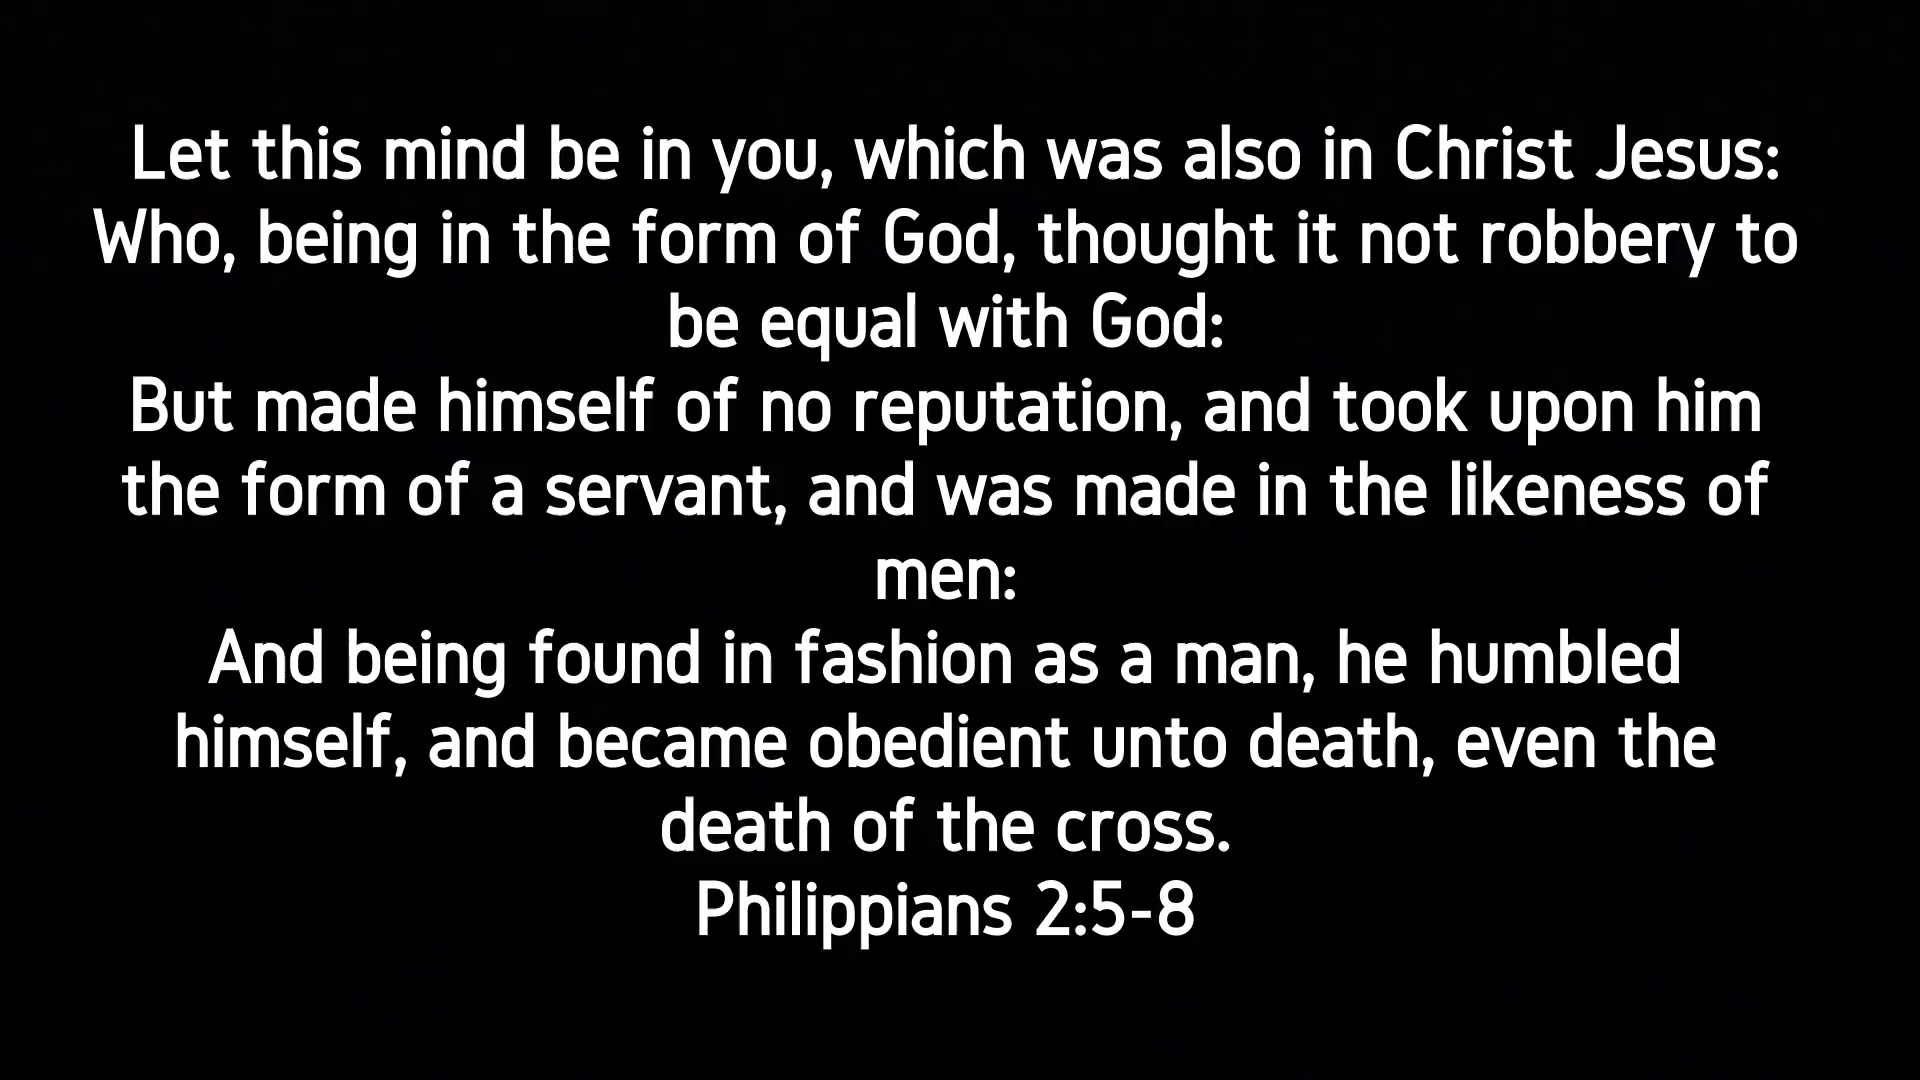 Let this mind be in you, which was also in Christ Jesus:
Who, being in the form of God, thought it not robbery to
be equal with God:
But made himself of no reputation, and took upon him
the form of a servant, and was made in the likeness of
men:
And being found in fashion as a man, he humbled
himself, and became obedient unto death, even the
death of the cross.
Philippians 2:5-8